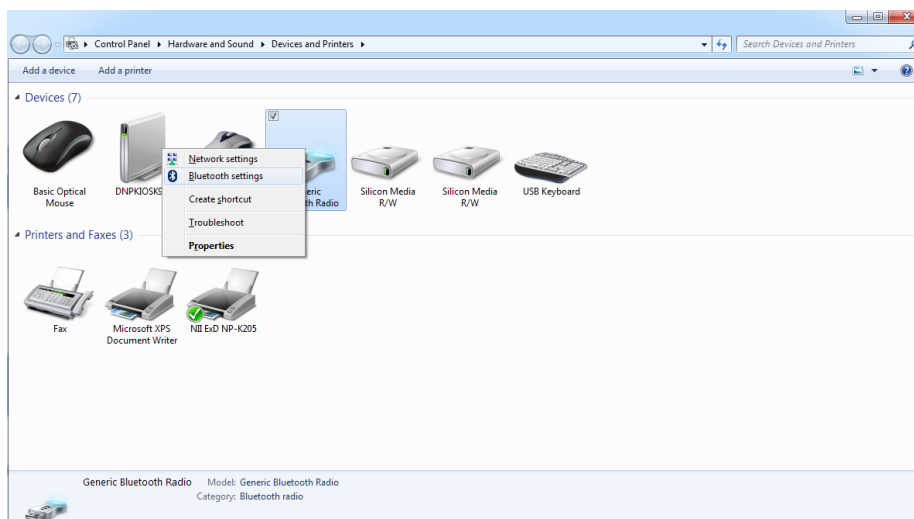 Control Panel ▸ Hardware and Sound ▸ Devices and Printers ▸
Search Devices and Printers
Add a device Add a printer
Devices (7)
Basic Optical
Mouse
DNPKIOSKS
Network settings
Bluetooth settings
Create shortcut
Troubleshoot
Properties
th Radio
Silicon Media
R/W
Silicon Media
R/W
USB Keyboard
Printers and Faxes (3)
Fax
Microsoft XPS
Document Writer
NII ExD NP-K205
Generic Bluetooth Radio Model: Generic Bluetooth Radio
Category: Bluetooth radio